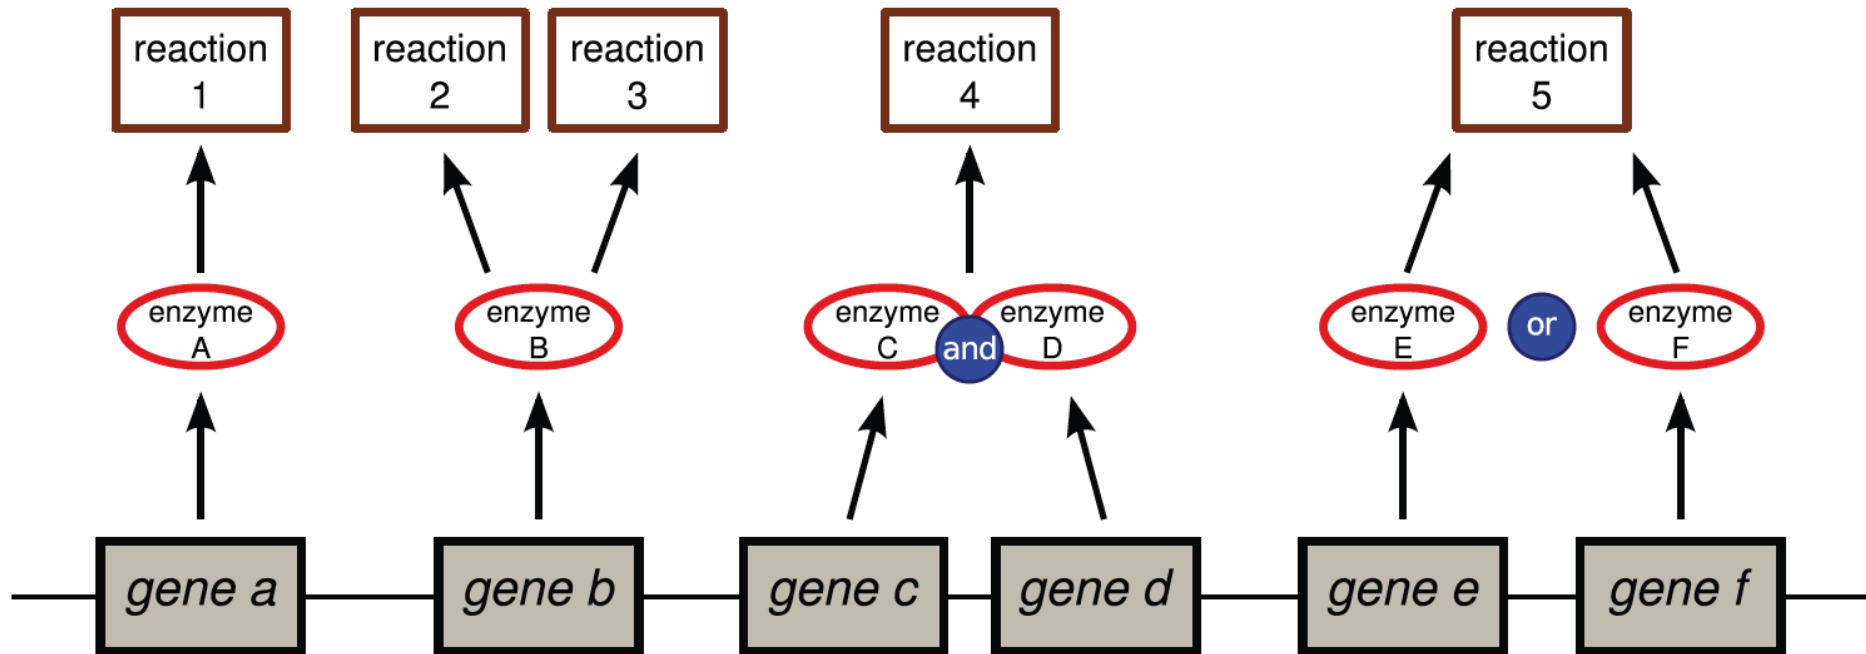 reaction
1
reaction
2
reaction
3
reaction
4
reaction
5
enzyme
A
enzyme
B
enzyme
C
and
enzyme
D
enzyme
E
or
enzyme
F
gene a
gene b
gene c
gene d
gene e
gene f